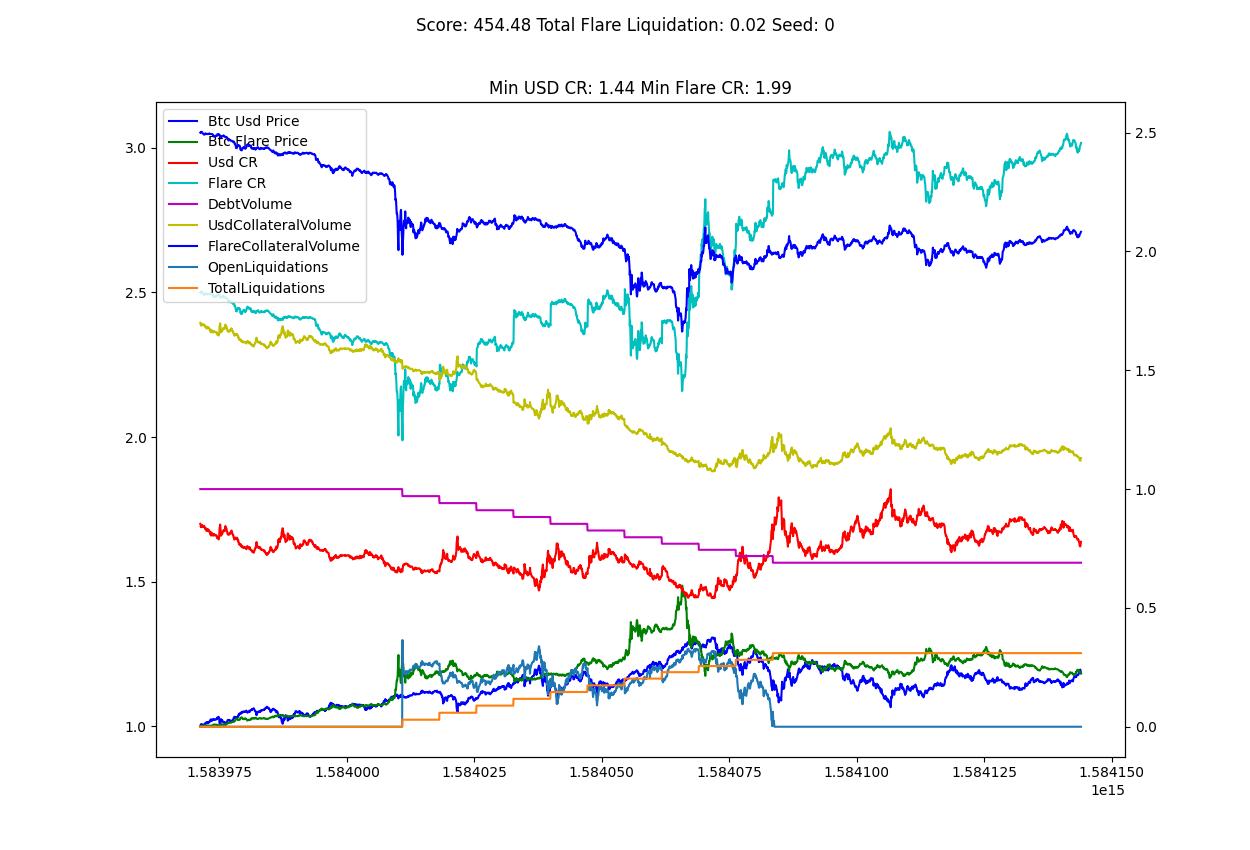 Score: 454.48 Total Flare Liquidation: 0.02 Seed: 0
Min USD CR: 1.44 Min Flare CR: 1.99
Btc Usd Price
Btc Flare Price
Usd CR
Flare CR
DebtVolume
UsdCollateralVolume
FlareCollateralVolume
OpenLiquidations
TotalLiquidations
3.0
2.5
2.0
1.5
1.0
2.5
2.0
1.5
1.0
0.5
0.0
1.583975 1.584000 1.584025 1.584050 1.584075 1.584100 1.584125 1.584150
1e15